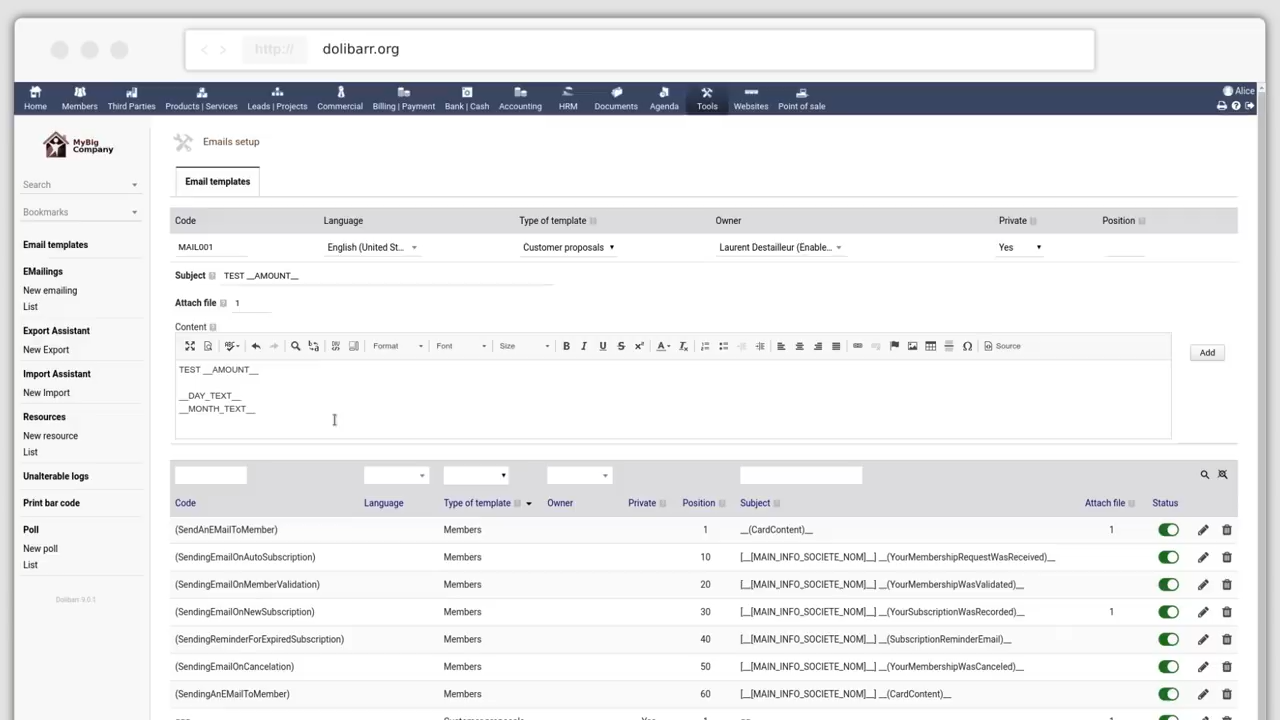 http://
dolibarr.org
Home Members Third Parties Products | Services Leads | Projects Commercial Billing | Payment Bank | Cash Accounting HRM Documents Agenda Tools Websites Point of sale
Alice
MyBig
Company
Search
Bookmarks
Email templates
EMailings
New emailing
List
Export Assistant
New Export
Import Assistant
New Import
Resources
New resource
List
Unalterable logs
Print bar code
Poll
New poll
List
Dolibarr 9.0.1
Emails setup
Email templates
Code Language Type of template Owner Private Position
MAIL001 English (United St... Customer proposals Laurent Destailleur (Enable... Yes
Subject TEST __AMOUNT__
Attach file 1
Content
Format Font Size Source
TEST __AMOUNT__
__DAY_TEXT__
__MONTH_TEXT__
Add
Code Language Type of template Owner Private Position Subject Attach file Status
(SendAnEMailToMember) Members 1 __(CardContent)__ 1
(SendingEmailOnAutoSubscription) Members 10 [__[MAIN_INFO_SOCIETE_NOM]__] __(YourMembershipRequestWasReceived)__
(SendingEmailOnMemberValidation) Members 20 [__[MAIN_INFO_SOCIETE_NOM]__] __(YourMembershipWasValidated)__
(SendingEmailOnNewSubscription) Members 30 [__[MAIN_INFO_SOCIETE_NOM]__] __(YourSubscriptionWasRecorded)__ 1
(SendingReminderForExpiredSubscription) Members 40 [__[MAIN_INFO_SOCIETE_NOM]__] __(SubscriptionReminderEmail)__
(SendingEmailOnCancelation) Members 50 [__[MAIN_INFO_SOCIETE_NOM]__] __(YourMembershipWasCanceled)__
(SendingAnEMailToMember) Members 60 [__[MAIN_INFO_SOCIETE_NOM]__] __(CardContent)__